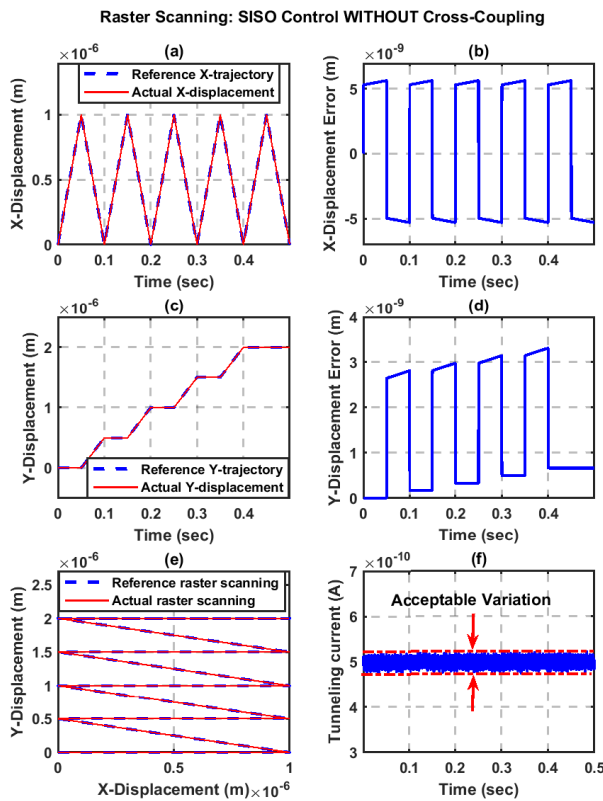 Raster Scanning: SISO Control WITHOUT Cross-Coupling
×10⁻⁶
(a)
X-Displacement (m)
1
0.5
0
Reference X-trajectory
Actual X-displacement
0 0.1 0.2 0.3 0.4
Time (sec)
×10⁻⁹
(b)
X-Displacement Error (m)
5
0
-5
0 0.1 0.2 0.3 0.4
Time (sec)
×10⁻⁶
(c)
Y-Displacement (m)
2
1
0
Reference Y-trajectory
Actual Y-displacement
0 0.1 0.2 0.3 0.4
Time (sec)
×10⁻⁹
(d)
Y-Displacement Error (m)
4
3
2
1
0
0 0.1 0.2 0.3 0.4
Time (sec)
×10⁻⁶
(e)
Y-Displacement (m)
2
1.5
1
0.5
0
Reference raster scanning
Actual raster scanning
0 0.5 1
X-Displacement (m) ×10⁻⁶
×10⁻¹⁰
(f)
Tunneling current (A)
7
6
5
4
3
Acceptable Variation
0.1 0.2 0.3 0.4 0.5
Time (sec)